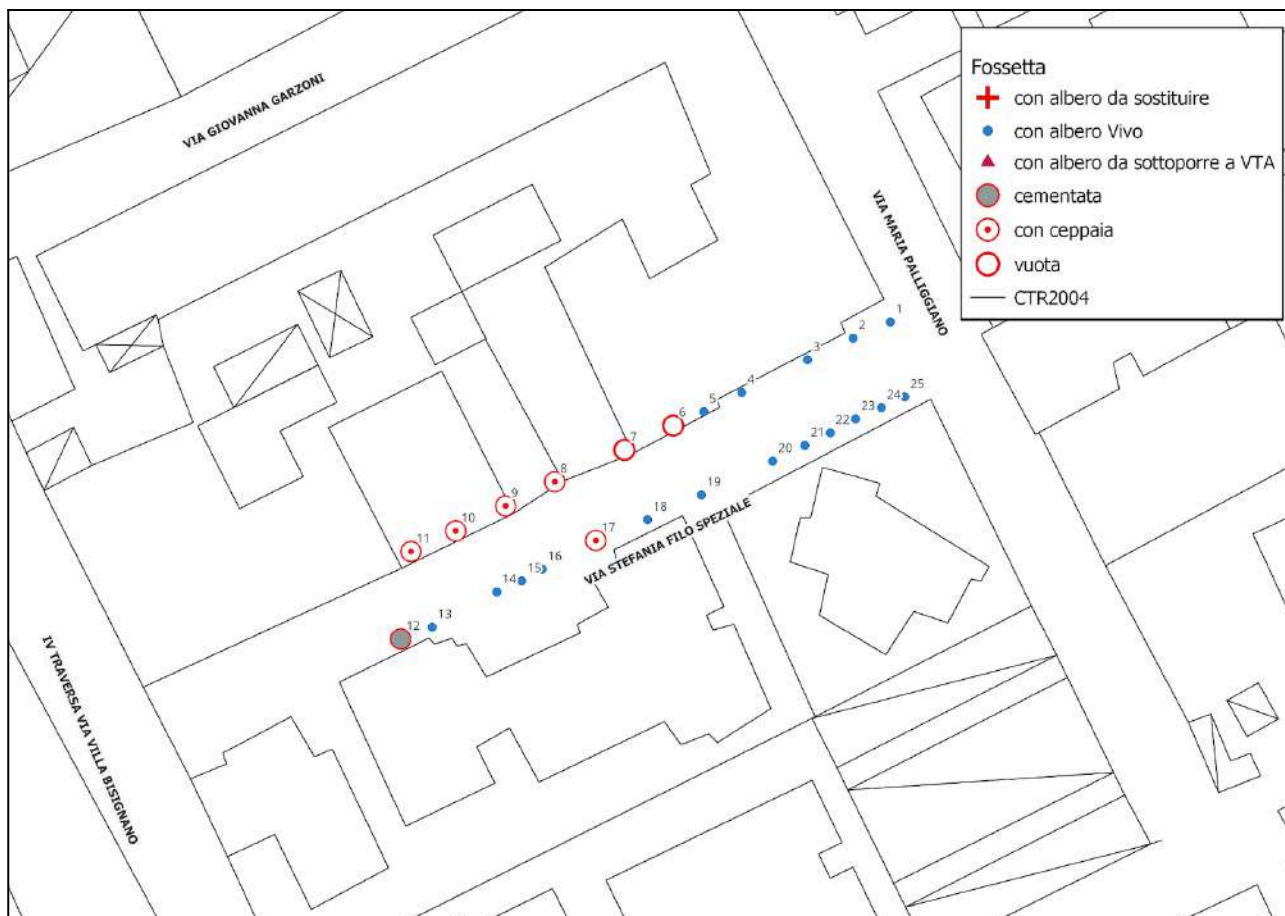 Fossetta
con albero da sostituire
con albero Vivo
con albero da sottoporre a VTA
cementata
con ceppaia
vuota
CTR2004
VIA GIOVANNA GARZONI
VIA MARIA PALLIGGIANO
1
2
3
4
5
6
7
8
9
10
11
12
13
14
15
16
17
18
19
20
21
22
23
24
25
VIA STEFANIA FILO SPEZIALE
IV TRAVERSA VIA VILLA BISIGNANO